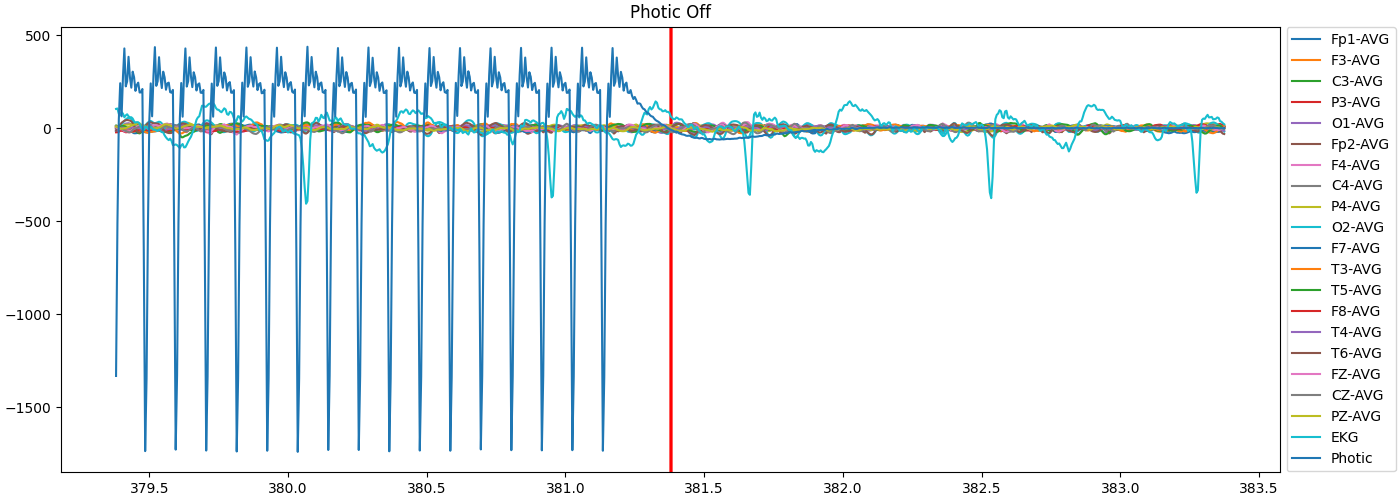 Photic Off
500
0
−500
−1000
−1500
379.5 380.0 380.5 381.0 381.5 382.0 382.5 383.0 383.5
Fp1-AVG
F3-AVG
C3-AVG
P3-AVG
O1-AVG
Fp2-AVG
F4-AVG
C4-AVG
P4-AVG
O2-AVG
F7-AVG
T3-AVG
T5-AVG
F8-AVG
T4-AVG
T6-AVG
FZ-AVG
CZ-AVG
PZ-AVG
EKG
Photic